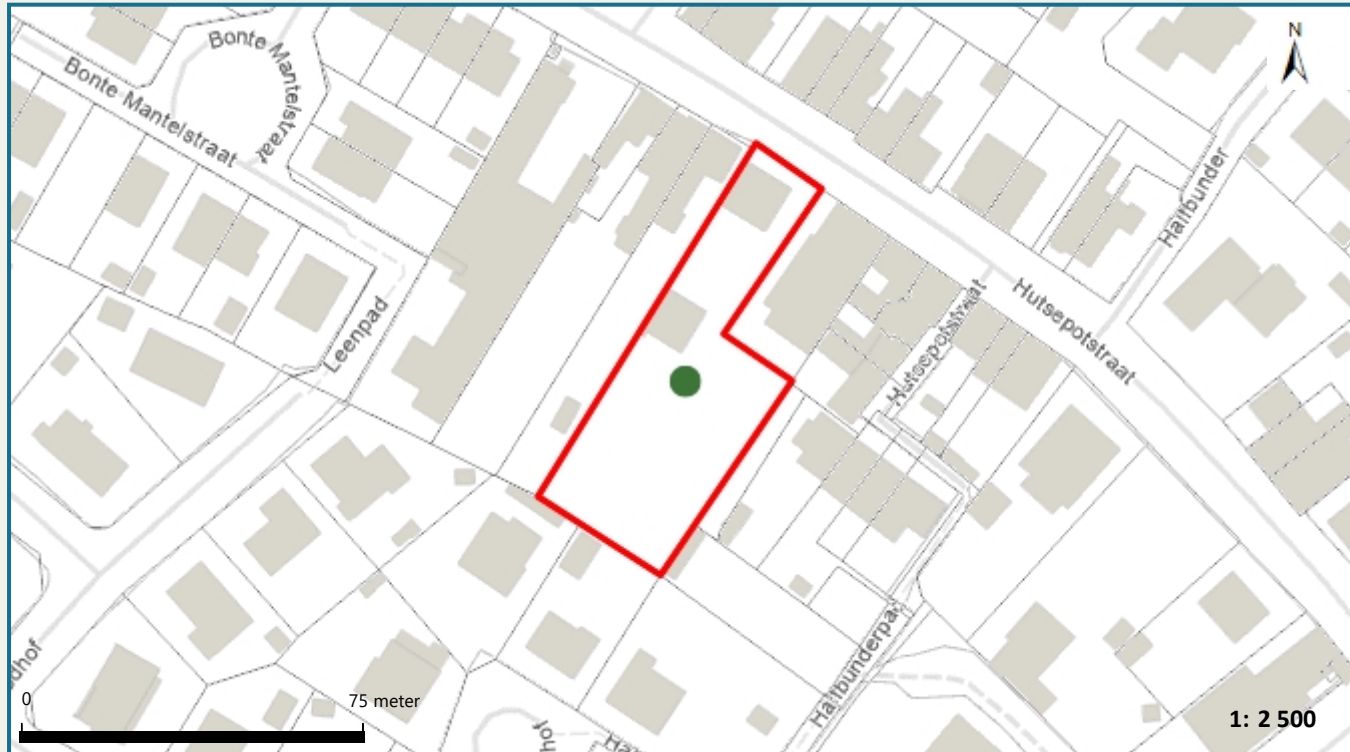 Bonte Mantelstraat
Bonte Mantelstraat
N
Halfbunder
Leenpad
Hutsepotstraat
Hutsepotstraat
Halfbunderpad
0
75 meter
1: 2 500